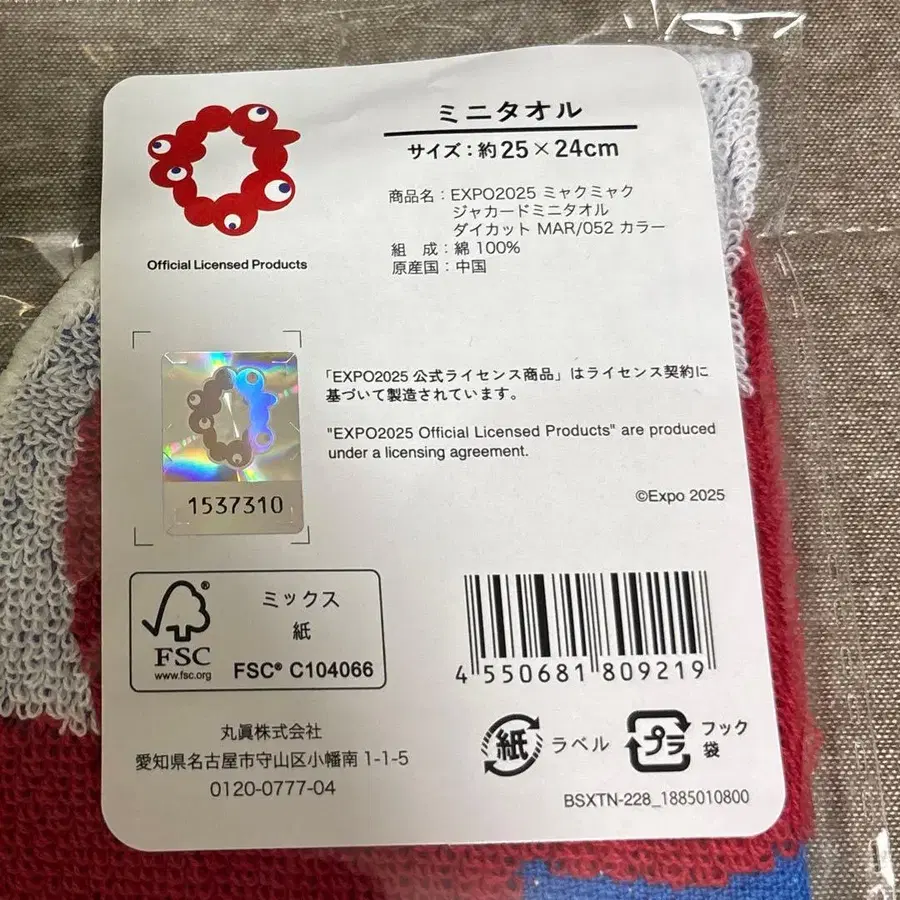 ミニタオル
サイズ：約25×24cm
商品名：EXPO2025 ミャクミャク
ジャカードミニタオル
ダイカット MAR/052 カラー
組　成：綿 100%
原産国：中国
Official Licensed Products
「EXPO2025 公式ライセンス商品」はライセンス契約に
基づいて製造されています。
"EXPO2025 Official Licensed Products" are produced
under a licensing agreement.
©Expo 2025
1537310
FSC®
www.fsc.org
ミックス
紙
FSC® C104066
4 550681 809219
丸眞株式会社
愛知県名古屋市守山区小幡南 1-1-5
0120-0777-04
紙 ラベル
プラ フック
袋
BSXTN-228_1885010800